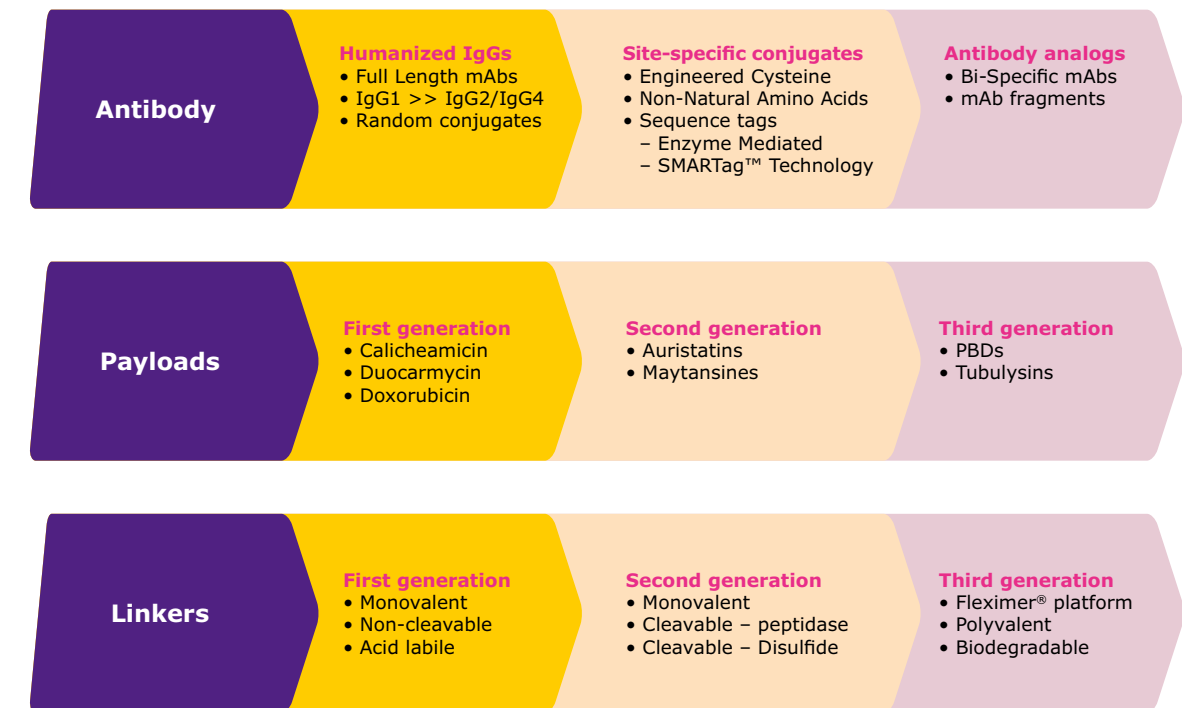 Antibody
Humanized IgGs
• Full Length mAbs
• IgG1 >> IgG2/IgG4
• Random conjugates
Site-specific conjugates
• Engineered Cysteine
• Non-Natural Amino Acids
• Sequence tags
– Enzyme Mediated
– SMARTag™ Technology
Antibody analogs
• Bi-Specific mAbs
• mAb fragments
Payloads
First generation
• Calicheamicin
• Duocarmycin
• Doxorubicin
Second generation
• Auristatins
• Maytansines
Third generation
• PBDs
• Tubulysins
Linkers
First generation
• Monovalent
• Non-cleavable
• Acid labile
Second generation
• Monovalent
• Cleavable – peptidase
• Cleavable – Disulfide
Third generation
• Fleximer® platform
• Polyvalent
• Biodegradable